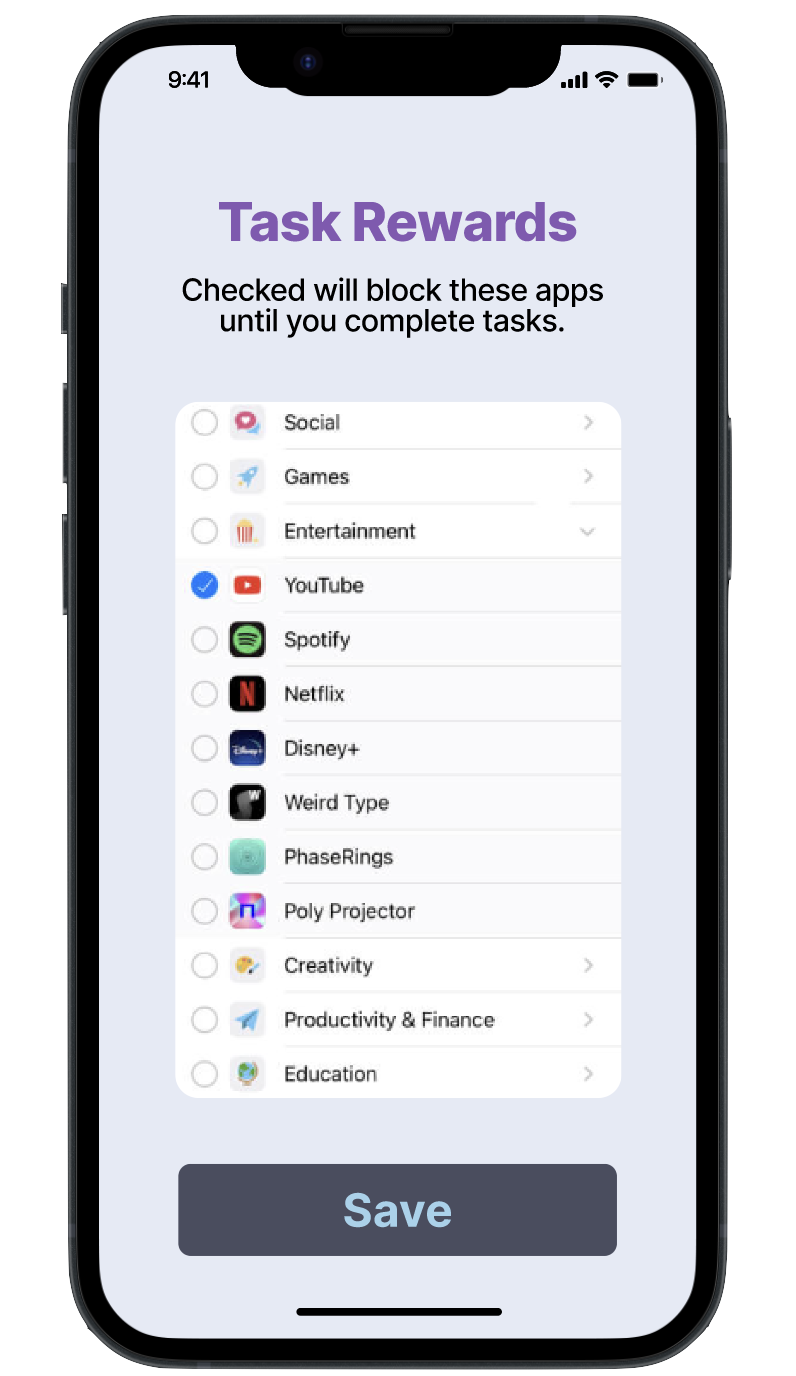 9:41
Task Rewards
Checked will block these apps
until you complete tasks.
Social
Games
Entertainment
YouTube
Spotify
N Netflix
Disney+ Disney+
W Weird Type
PhaseRings
Poly Projector
Creativity
Productivity & Finance
Education
Save